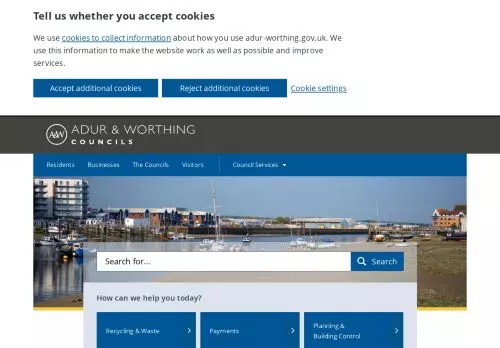 Tell us whether you accept cookies
We use cookies to collect information about how you use adur-worthing.gov.uk. We
use this information to make the website work as well as possible and improve
services.
Accept additional cookies
Reject additional cookies
Cookie settings
A&W ADUR & WORTHING
COUNCILS
Residents
Businesses
The Councils
Visitors
Council Services
Search for...
Search
How can we help you today?
Recycling & Waste
Payments
Planning &
Building Control